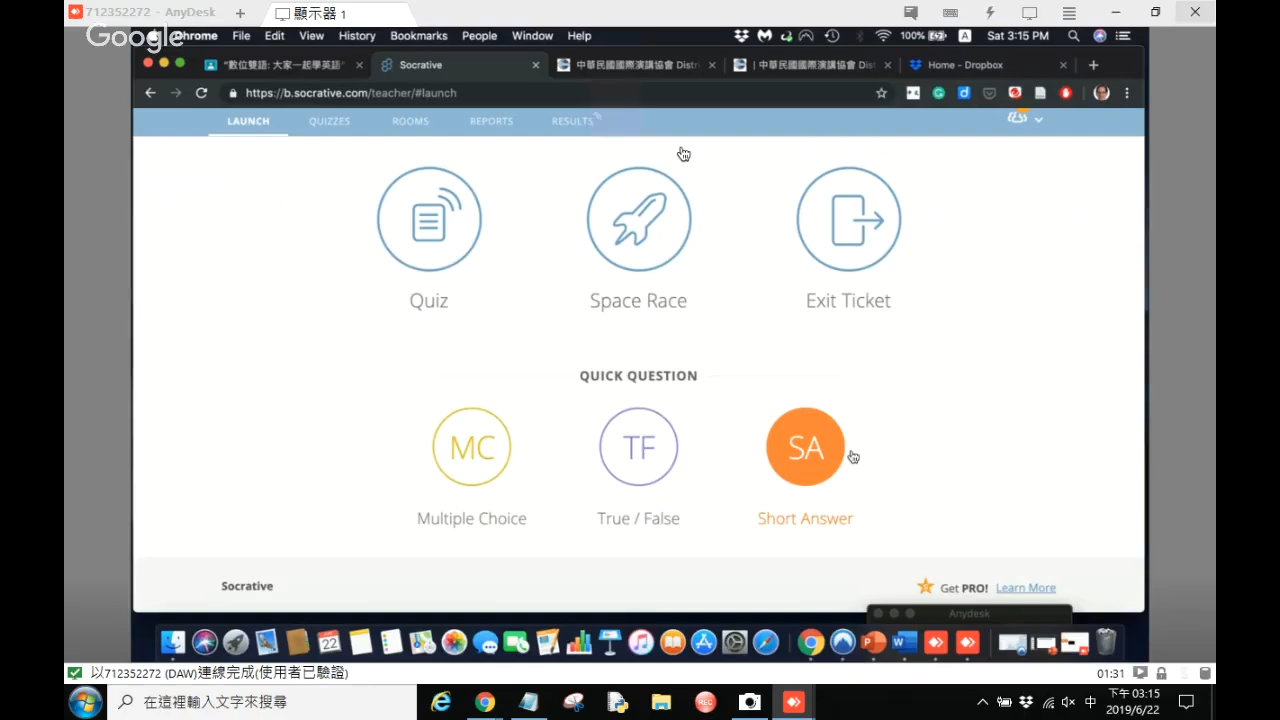 712352272 - AnyDesk
顯示器 1
Google
Chrome File Edit View History Bookmarks People Window Help
100% A Sat 3:15 PM
"數位雙語: 大家一起學英語"
Socrative
中華民國國際演講協會 Distri
| 中華民國國際演講協會 Dist
Home - Dropbox
https://b.socrative.com/teacher/#launch
LAUNCH QUIZZES ROOMS REPORTS RESULTS
Quiz Space Race Exit Ticket
QUICK QUESTION
MC TF SA
Multiple Choice True / False Short Answer
Socrative
Get PRO! Learn More
Anydesk
22
以712352272 (DAW)連線完成(使用者已驗證)
01:31
在這裡輸入文字來搜尋
REC
中
下午 03:15
2019/6/22